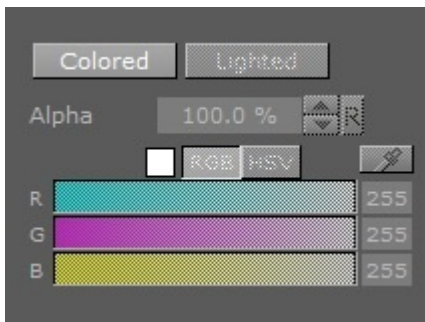 Colored Lighted
Alpha 100.0 % R
RGB HSV
R 255
G 255
B 255